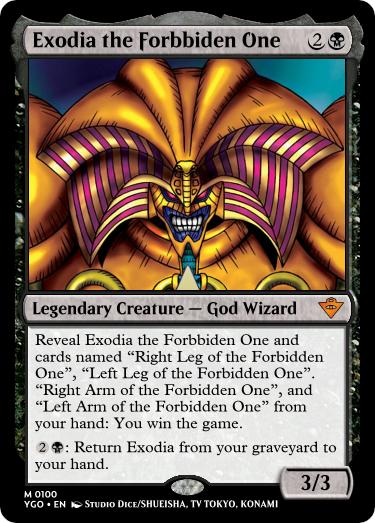 Exodia the Forbbiden One 2
Legendary Creature — God Wizard
Reveal Exodia the Forbbiden One and
cards named “Right Leg of the Forbidden
One”, “Left Leg of the Forbidden One”.
“Right Arm of the Forbidden One”, and
“Left Arm of the Forbidden One” from
your hand: You win the game.
2: Return Exodia from your graveyard to
your hand.
3/3
M 0100
YGO • EN Studio Dice/SHUEISHA, TV TOKYO, KONAMI